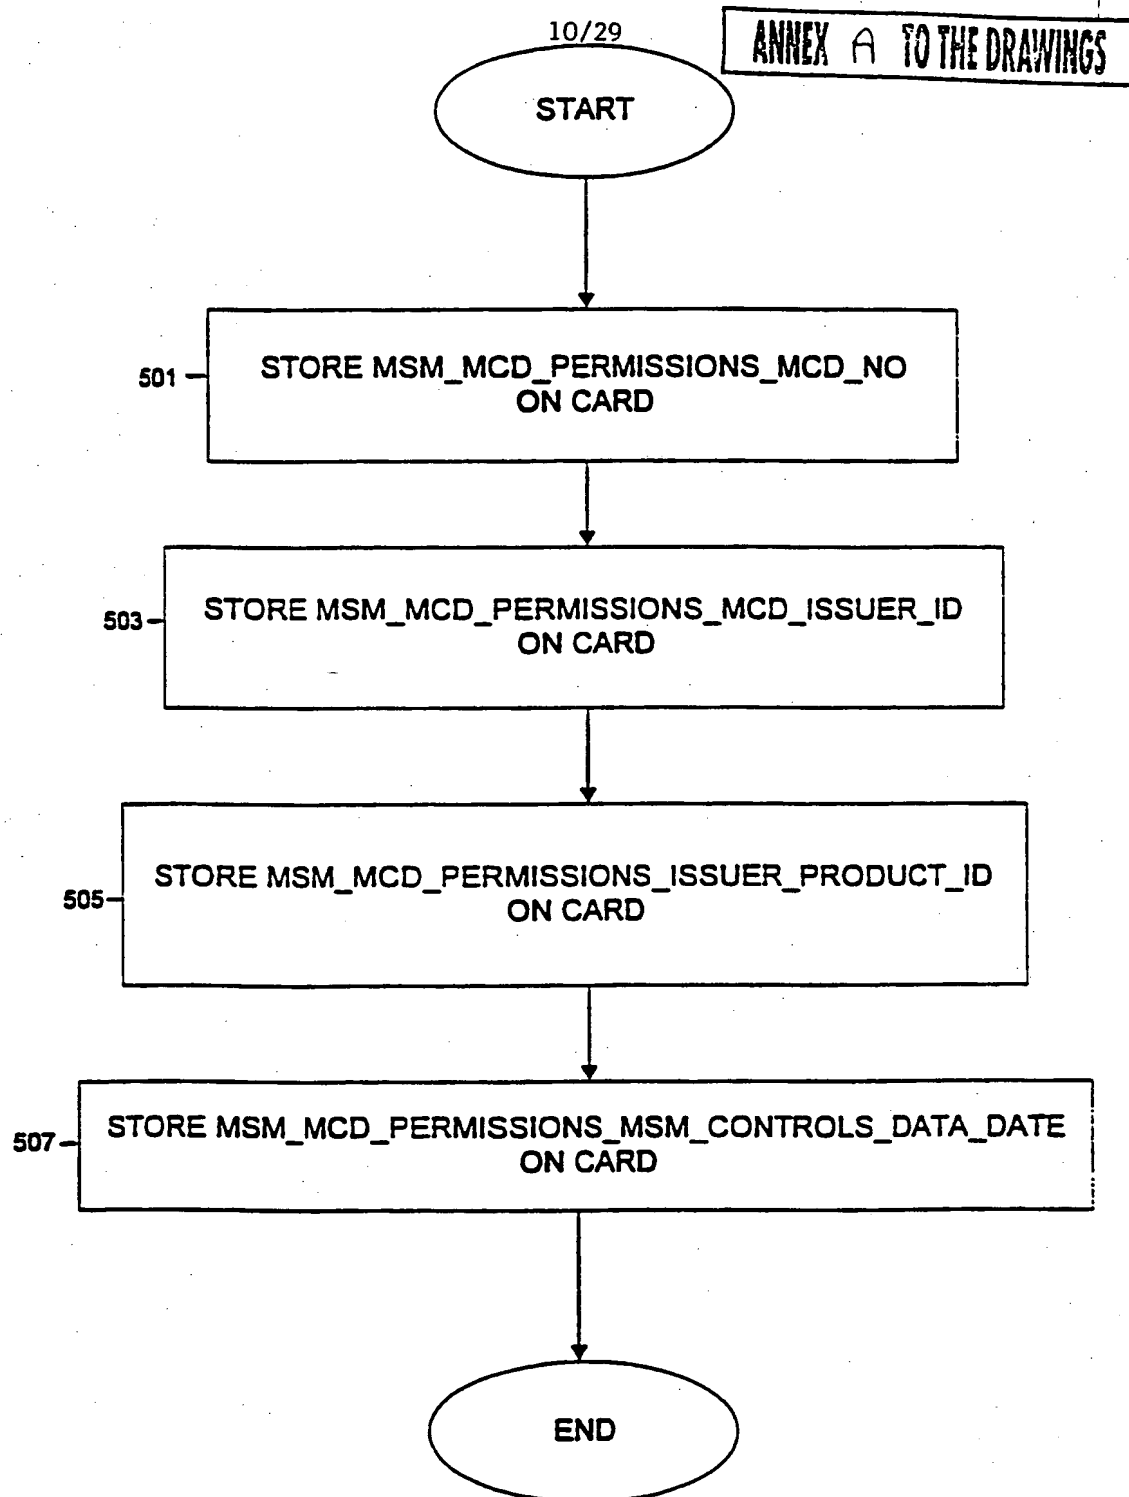 10/29
ANNEX A TO THE DRAWINGS
START
501
STORE MSM_MCD_PERMISSIONS_MCD_NO
ON CARD
503
STORE MSM_MCD_PERMISSIONS_MCD_ISSUER_ID
ON CARD
505
STORE MSM_MCD_PERMISSIONS_ISSUER_PRODUCT_ID
ON CARD
507
STORE MSM_MCD_PERMISSIONS_MSM_CONTROLS_DATA_DATE
ON CARD
END